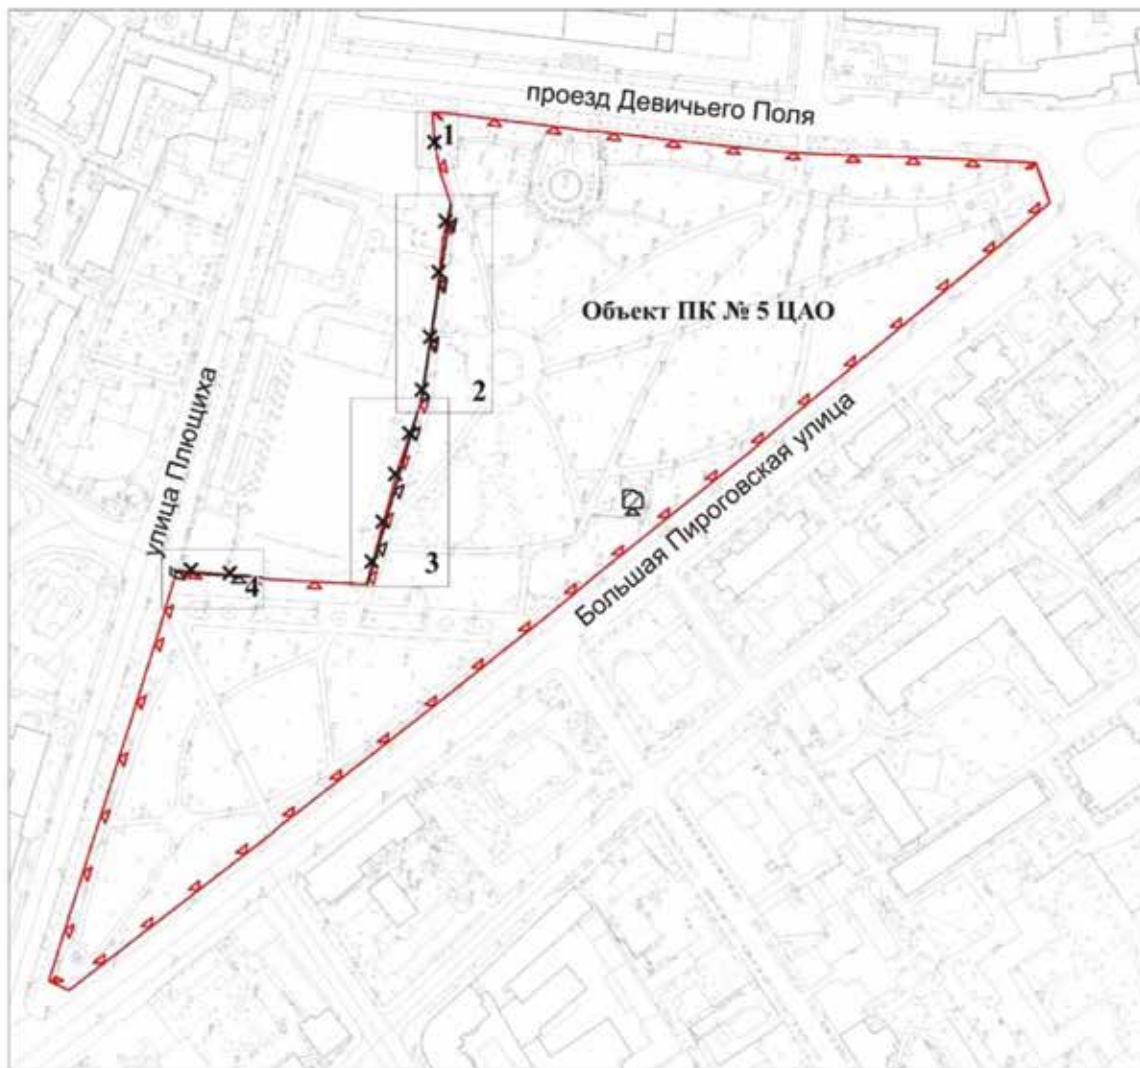 проезд Девичьего Поля
1
Объект ПК № 5 ЦАО
2
улица Плющиха
Большая Пироговская улица
3
4